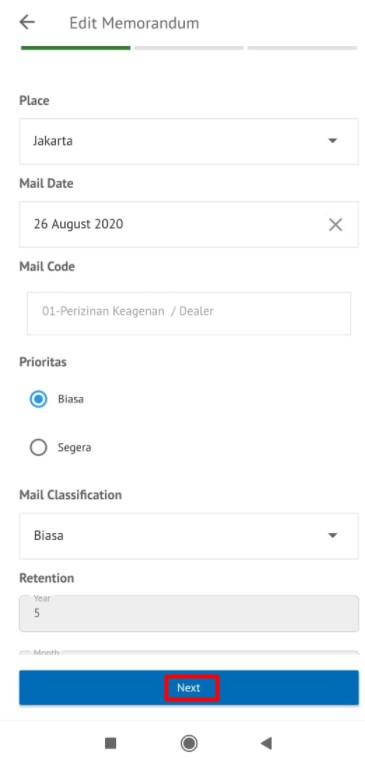 Edit Memorandum
Place
Jakarta
Mail Date
26 August 2020
Mail Code
01-Perizinan Keagenan / Dealer
Prioritas
Biasa
Segera
Mail Classification
Biasa
Retention
Year
5
Month
Next